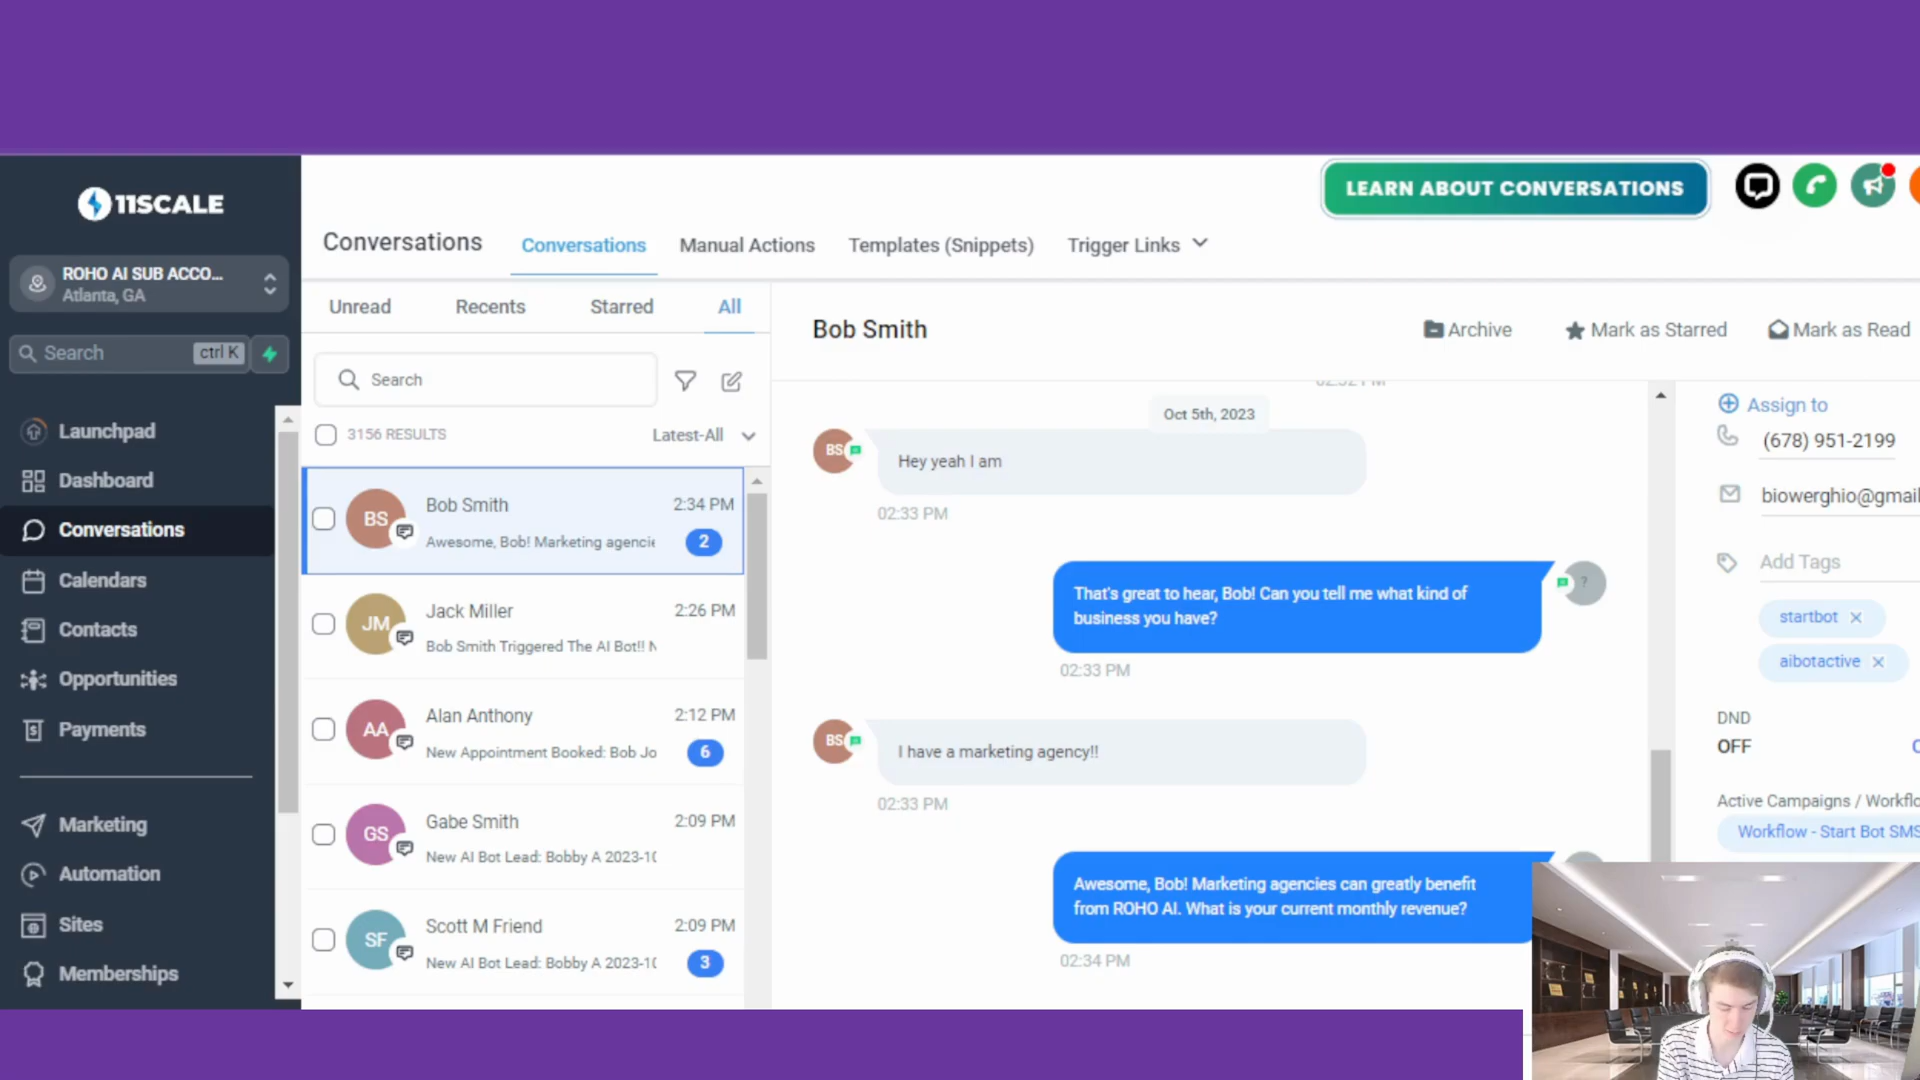 11SCALE
ROHO AI SUB ACCO...
Atlanta, GA
Search
ctrl K
Launchpad
Dashboard
Conversations
Calendars
Contacts
Opportunities
Payments
Marketing
Automation
Sites
Memberships
LEARN ABOUT CONVERSATIONS
Conversations
Conversations
Manual Actions
Templates (Snippets)
Trigger Links
Unread
Recents
Starred
All
Search
3156 RESULTS
Latest-All
BS
Bob Smith
2:34 PM
Awesome, Bob! Marketing agencie
2
JM
Jack Miller
2:26 PM
Bob Smith Triggered The AI Bot!! N
AA
Alan Anthony
2:12 PM
New Appointment Booked: Bob Jo
6
GS
Gabe Smith
2:09 PM
New AI Bot Lead: Bobby A 2023-10
SF
Scott M Friend
2:09 PM
New AI Bot Lead: Bobby A 2023-10
3
Bob Smith
Archive
Mark as Starred
Mark as Read
Oct 5th, 2023
BS
Hey yeah I am
02:33 PM
That's great to hear, Bob! Can you tell me what kind of
business you have?
?
02:33 PM
BS
I have a marketing agency!!
02:33 PM
Awesome, Bob! Marketing agencies can greatly benefit
from ROHO AI. What is your current monthly revenue?
02:34 PM
Assign to
(678) 951-2199
biowerghio@gmail
Add Tags
startbot
aibotactive
DND
OFF
Active Campaigns / Workflo
Workflow - Start Bot SMS